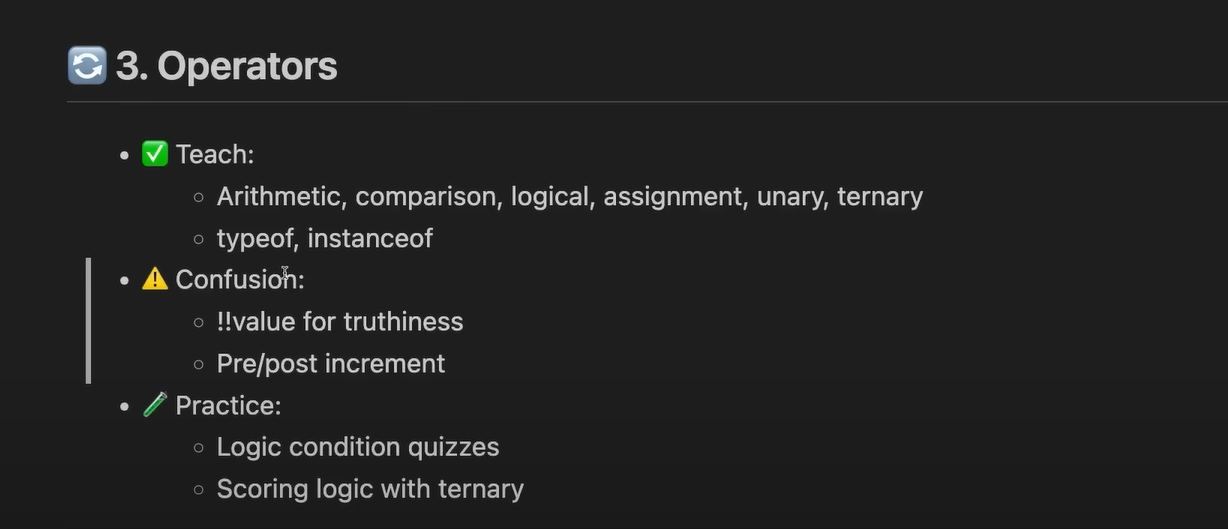 3. Operators
Teach:
Arithmetic, comparison, logical, assignment, unary, ternary
typeof, instanceof
Confusion:
!!value for truthiness
Pre/post increment
Practice:
Logic condition quizzes
Scoring logic with ternary